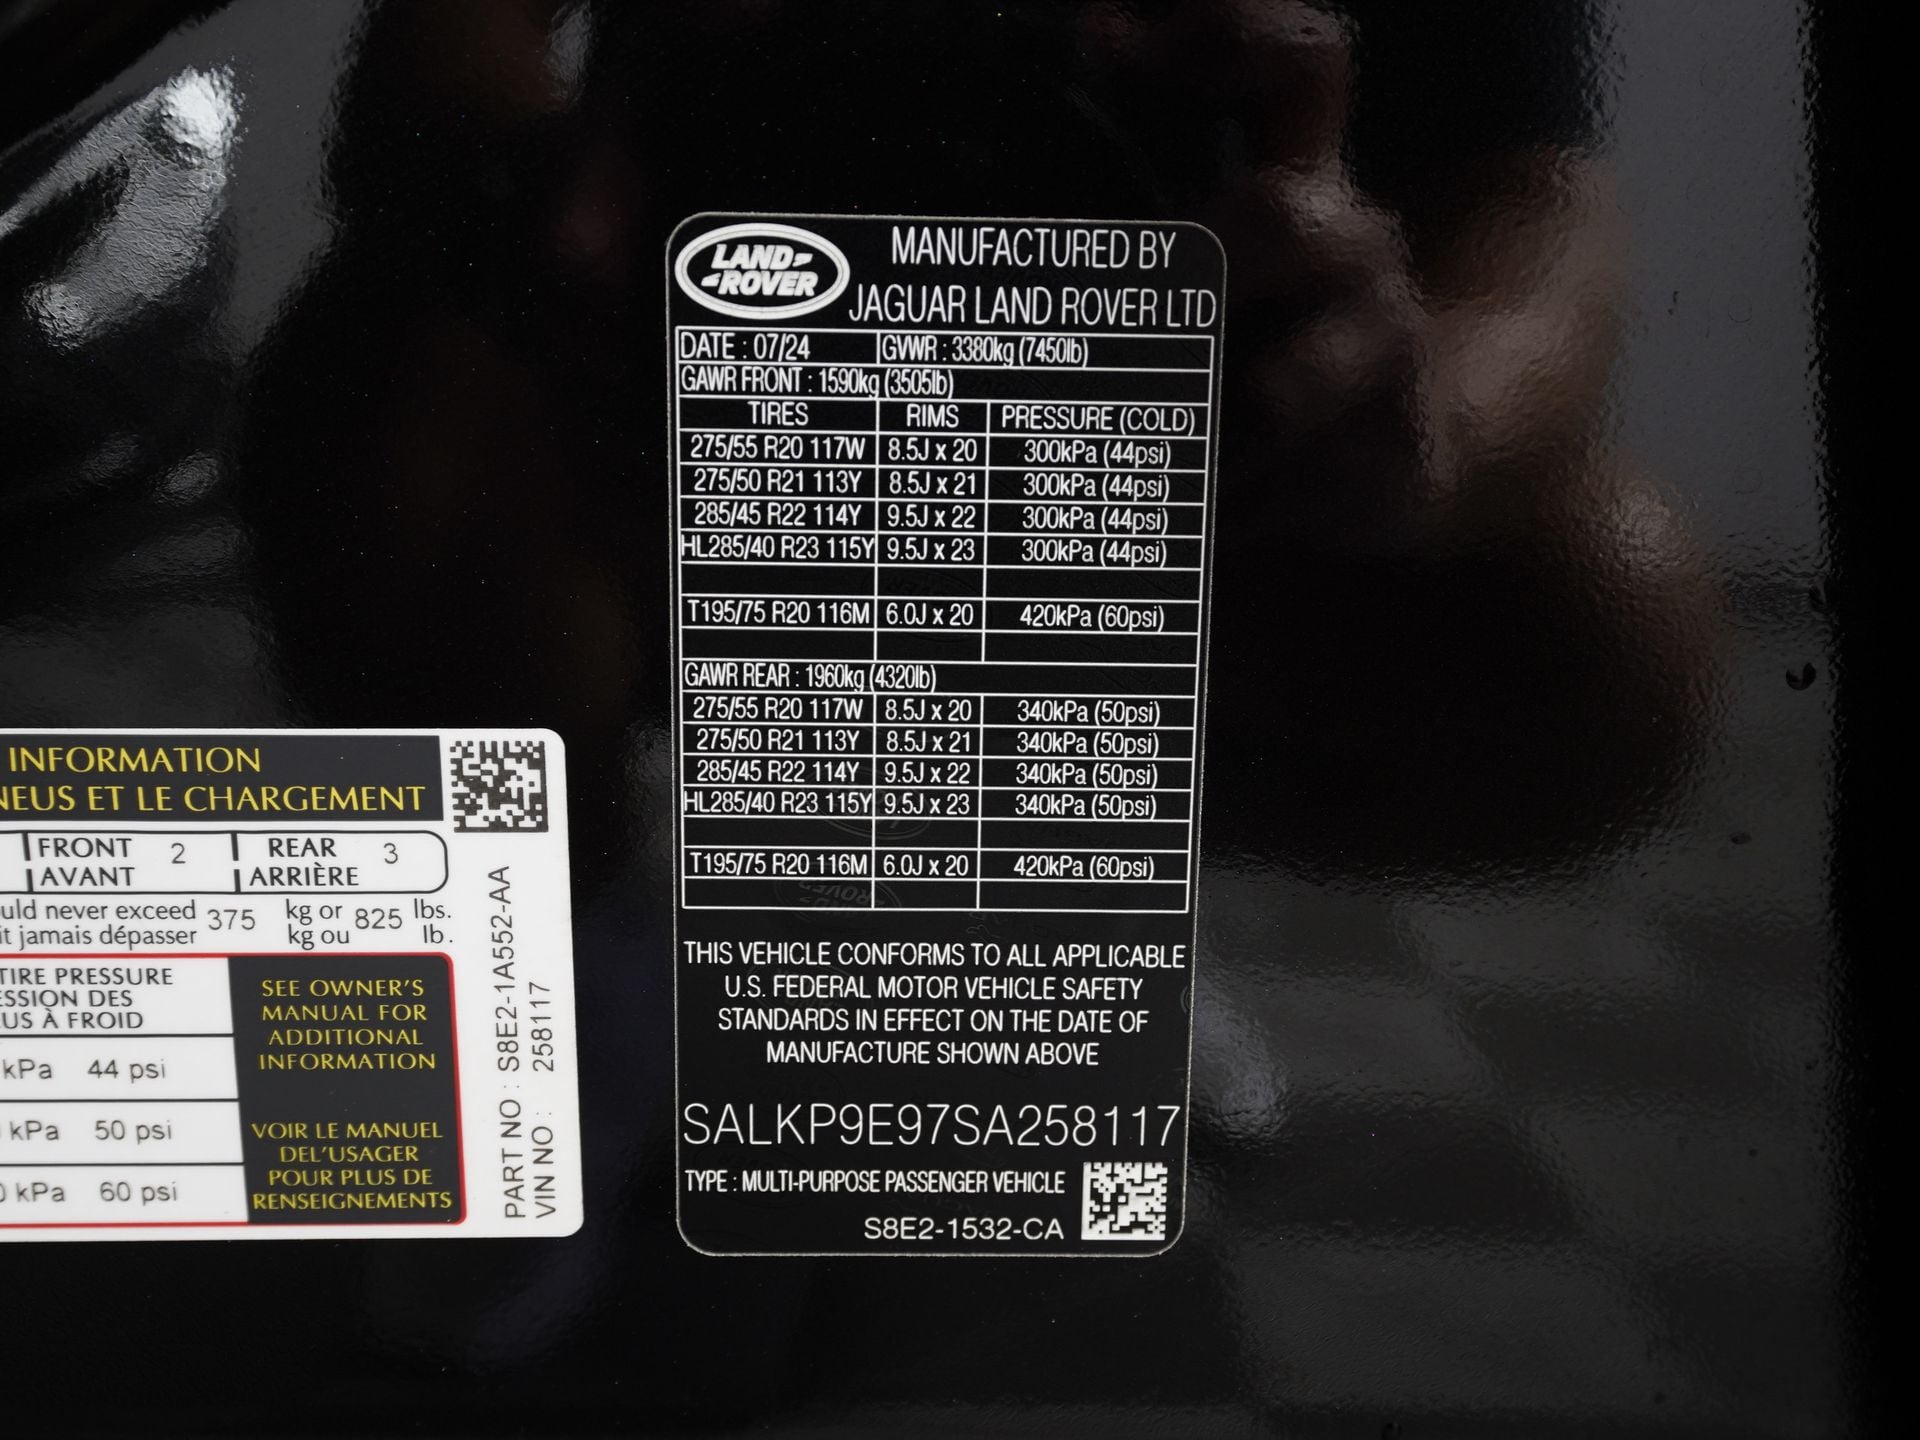 LAND
ROVER
MANUFACTURED BY
JAGUAR LAND ROVER LTD
DATE : 07/24 GVWR : 3380kg (7450lb)
GAWR FRONT : 1590kg (3505lb)
TIRES RIMS PRESSURE (COLD)
275/55 R20 117W 8.5J x 20 300kPa (44psi)
275/50 R21 113Y 8.5J x 21 300kPa (44psi)
285/45 R22 114Y 9.5J x 22 300kPa (44psi)
HL285/40 R23 115Y 9.5J x 23 300kPa (44psi)
T195/75 R20 116M 6.0J x 20 420kPa (60psi)
GAWR REAR : 1960kg (4320lb)
275/55 R20 117W 8.5J x 20 340kPa (50psi)
275/50 R21 113Y 8.5J x 21 340kPa (50psi)
285/45 R22 114Y 9.5J x 22 340kPa (50psi)
HL285/40 R23 115Y 9.5J x 23 340kPa (50psi)
T195/75 R20 116M 6.0J x 20 420kPa (60psi)
THIS VEHICLE CONFORMS TO ALL APPLICABLE
U.S. FEDERAL MOTOR VEHICLE SAFETY
STANDARDS IN EFFECT ON THE DATE OF
MANUFACTURE SHOWN ABOVE
SALKP9E97SA258117
TYPE : MULTI-PURPOSE PASSENGER VEHICLE
S8E2-1532-CA
INFORMATION
NEUS ET LE CHARGEMENT
FRONT 2 REAR 3
AVANT ARRIÈRE
uld never exceed 375 kg or 825 lbs.
it jamais dépasser kg ou lb.
TIRE PRESSURE
ESSION DES
US À FROID
kPa 44 psi
kPa 50 psi
0 kPa 60 psi
SEE OWNER'S
MANUAL FOR
ADDITIONAL
INFORMATION
VOIR LE MANUEL
DEL'USAGER
POUR PLUS DE
RENSEIGNEMENTS
PART NO : S8E2-1A552-AA
VIN NO : 258117